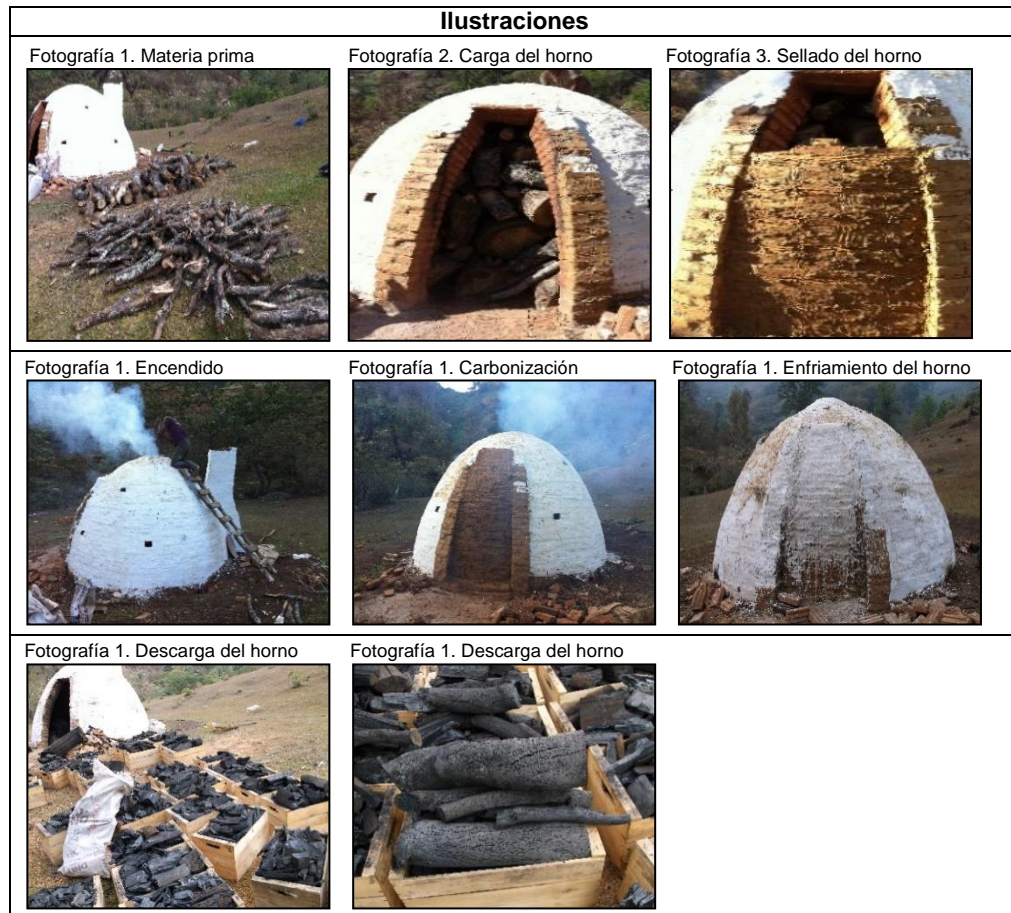 Ilustraciones
Fotografía 1. Materia prima
Fotografía 2. Carga del horno
Fotografía 3. Sellado del horno
Fotografía 1. Encendido
Fotografía 1. Carbonización
Fotografía 1. Enfriamiento del horno
Fotografía 1. Descarga del horno
Fotografía 1. Descarga del horno